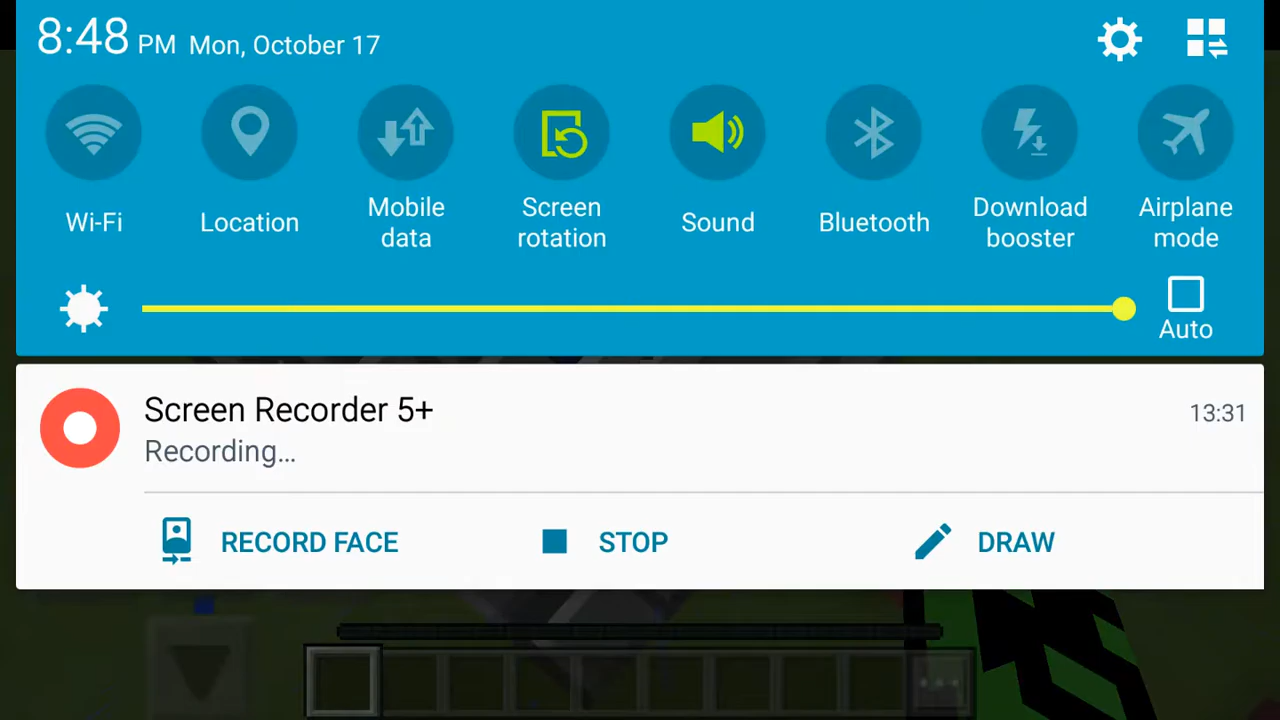 8:48 PM Mon, October 17
Wi-Fi
Location
Mobile
data
Screen
rotation
Sound
Bluetooth
Download
booster
Airplane
mode
Auto
Screen Recorder 5+
13:31
Recording...
RECORD FACE
STOP
DRAW